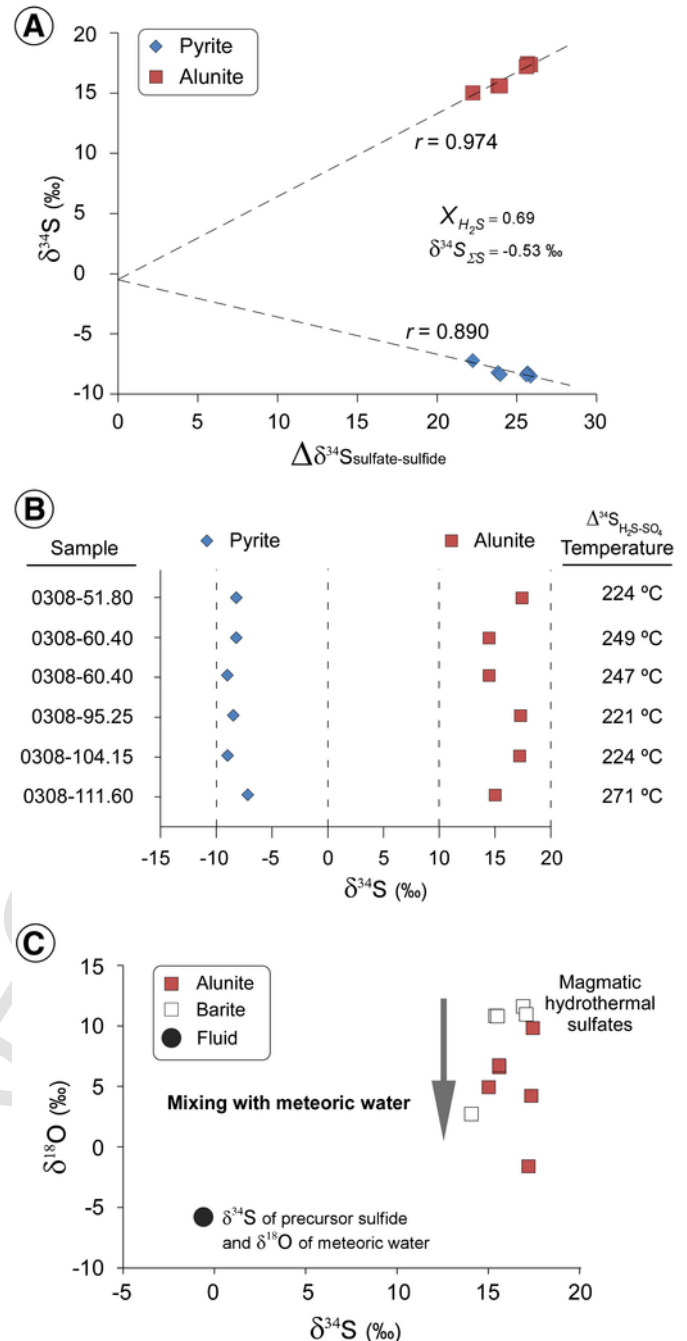 A
Pyrite
Alunite
20
15
10
5
0
-5
-10
δ34S (‰)
r = 0.974
XH2S = 0.69
δ34SΣS = -0.53 ‰
r = 0.890
0 5 10 15 20 25 30
Δδ34Ssulfate-sulfide
B
Sample
Pyrite Alunite
Δ34SH2S-SO4
Temperature
0308-51.80 224 ºC
0308-60.40 249 ºC
0308-60.40 247 ºC
0308-95.25 221 ºC
0308-104.15 224 ºC
0308-111.60 271 ºC
-15 -10 -5 0 5 10 15 20
δ34S (‰)
C
15
10
5
0
-5
-10
δ18O (‰)
Alunite
Barite
Fluid
Magmatic
hydrothermal
sulfates
Mixing with meteoric water
δ34S of precursor sulfide
and δ18O of meteoric water
-5 0 5 10 15 20
δ34S (‰)